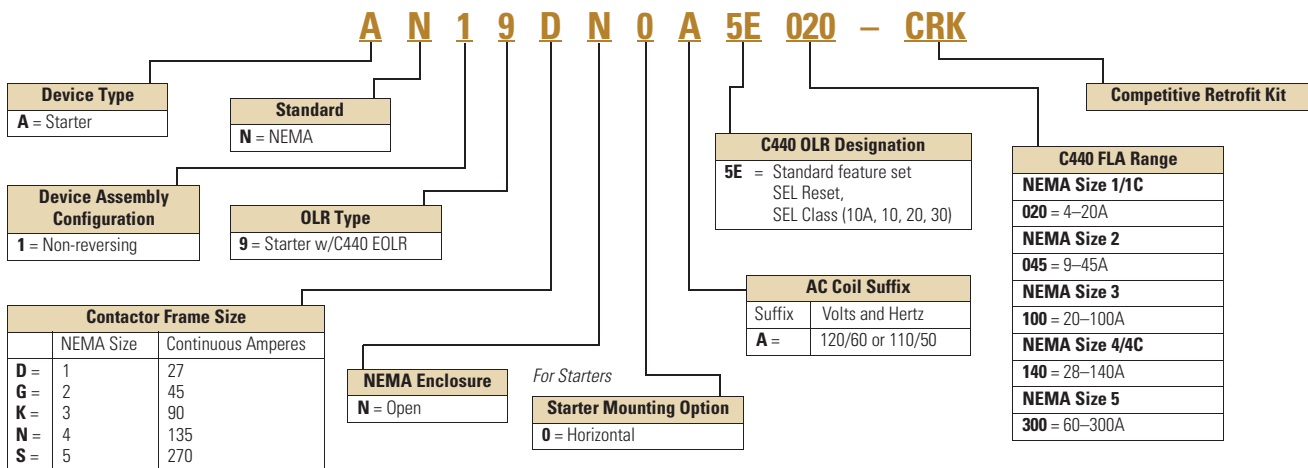 A N 1 9 D N 0 A 5E 020 – CRK
Device Type
A = Starter
Standard
N = NEMA
Competitive Retrofit Kit
C440 OLR Designation
5E = Standard feature set
SEL Reset,
SEL Class (10A, 10, 20, 30)
C440 FLA Range
NEMA Size 1/1C
020 = 4–20A
NEMA Size 2
045 = 9–45A
NEMA Size 3
100 = 20–100A
NEMA Size 4/4C
140 = 28–140A
NEMA Size 5
300 = 60–300A
Device Assembly
Configuration
1 = Non-reversing
OLR Type
9 = Starter w/C440 EOLR
AC Coil Suffix
Suffix Volts and Hertz
A = 120/60 or 110/50
Contactor Frame Size
NEMA Size Continuous Amperes
D = 1 27
G = 2 45
K = 3 90
N = 4 135
S = 5 270
NEMA Enclosure
N = Open
For Starters
Starter Mounting Option
0 = Horizontal